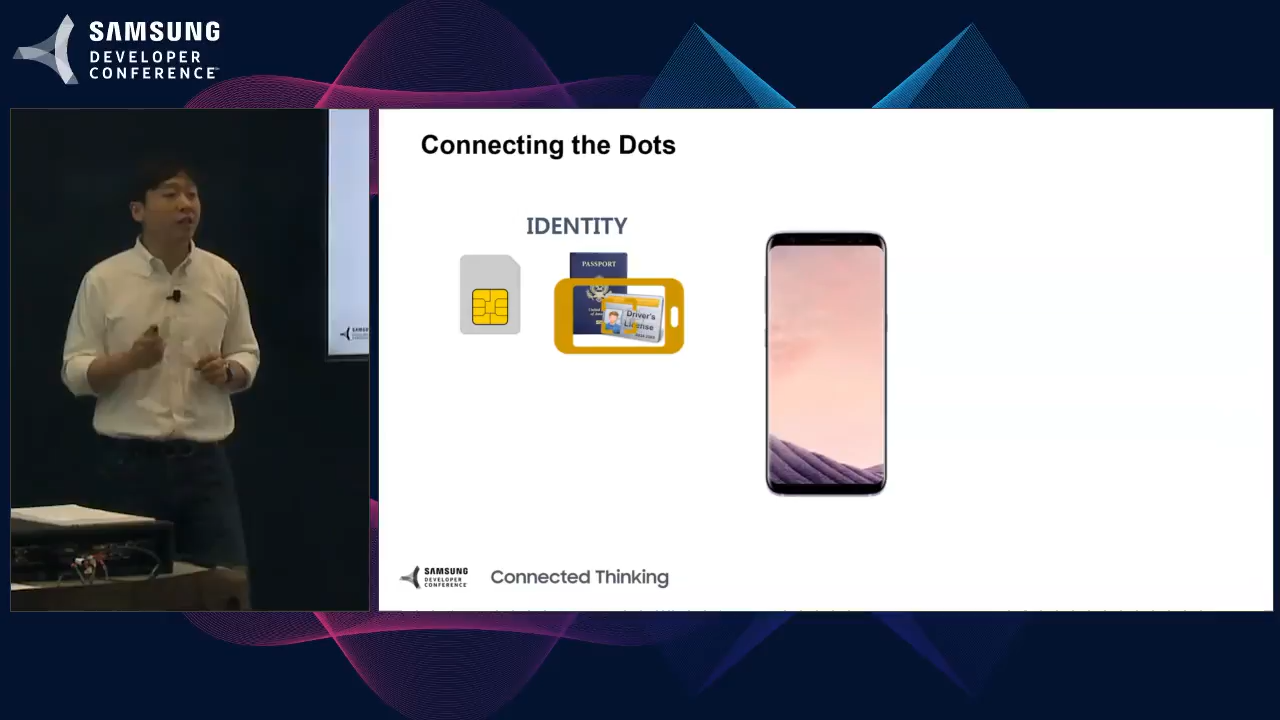 SAMSUNG
DEVELOPER
CONFERENCE
Connecting the Dots
IDENTITY
PASSPORT
Driver's
License
SAMSUNG
DEVELOPER
CONFERENCE
Connected Thinking